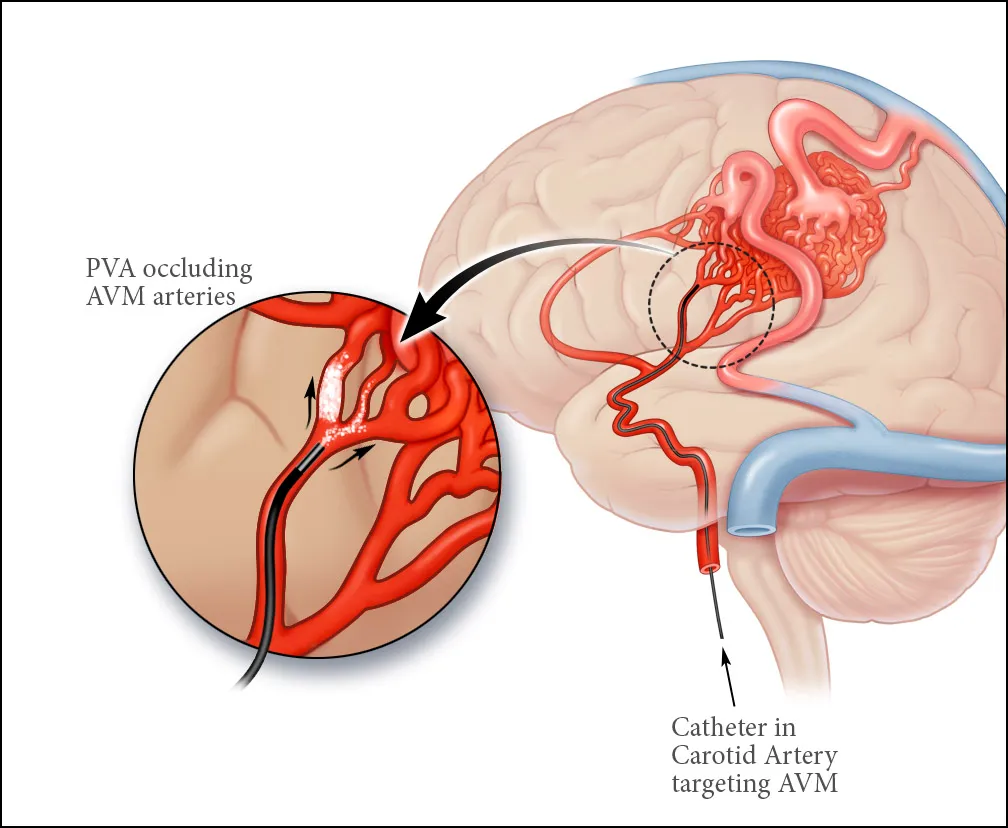 PVA occluding
AVM arteries
Catheter in
Carotid Artery
targeting AVM